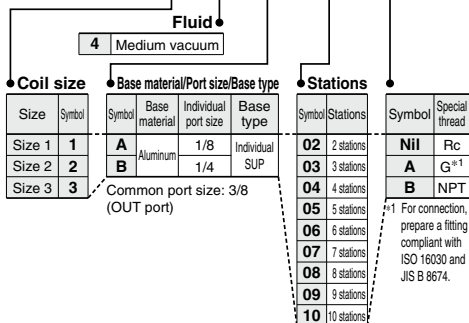 Fluid
4 Medium vacuum
Coil size
Size Symbol
Size 1 1
Size 2 2
Size 3 3
Base material/Port size/Base type
Symbol Base material Individual port size Base type
A Aluminum 1/8 Individual SUP
B 1/4
Common port size: 3/8
(OUT port)
Stations
Symbol Stations
02 2 stations
03 3 stations
04 4 stations
05 5 stations
06 6 stations
07 7 stations
08 8 stations
09 9 stations
10 10 stations
Symbol Special thread
Nil Rc
A G*1
B NPT
*1 For connection,
prepare a fitting
compliant with
ISO 16030 and
JIS B 8674.